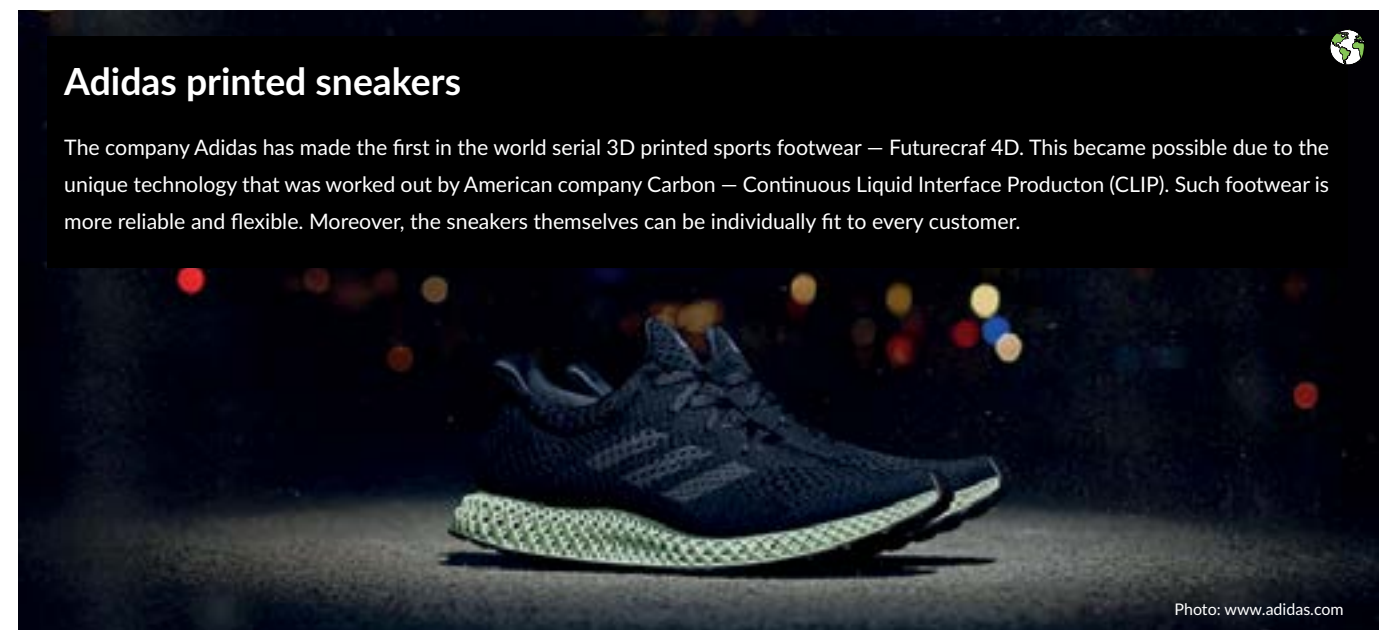 Adidas printed sneakers
The company Adidas has made the first in the world serial 3D printed sports footwear — Futurecraf 4D. This became possible due to the
unique technology that was worked out by American company Carbon — Continuous Liquid Interface Producton (CLIP). Such footwear is
more reliable and flexible. Moreover, the sneakers themselves can be individually fit to every customer.
Photo: www.adidas.com